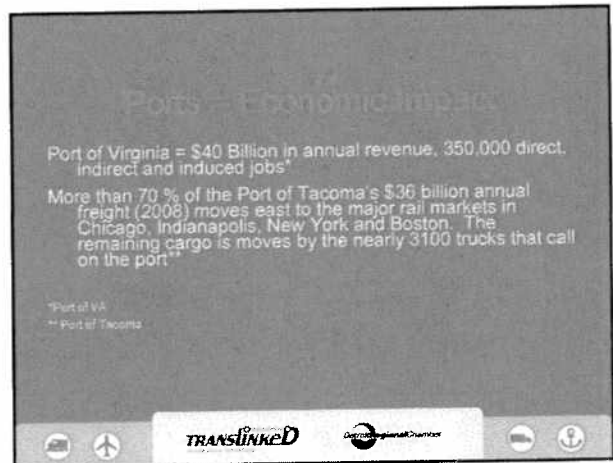 Ports – Economic Impact
Port of Virginia = $40 Billion in annual revenue, 350,000 direct,
indirect and induced jobs*
More than 70 % of the Port of Tacoma's $36 billion annual
freight (2008) moves east to the major rail markets in
Chicago, Indianapolis, New York and Boston. The
remaining cargo is moves by the nearly 3100 trucks that call
on the port**
*Port of VA
** Port of Tacoma
TRANSLINKED
DetroitRegionalChamber